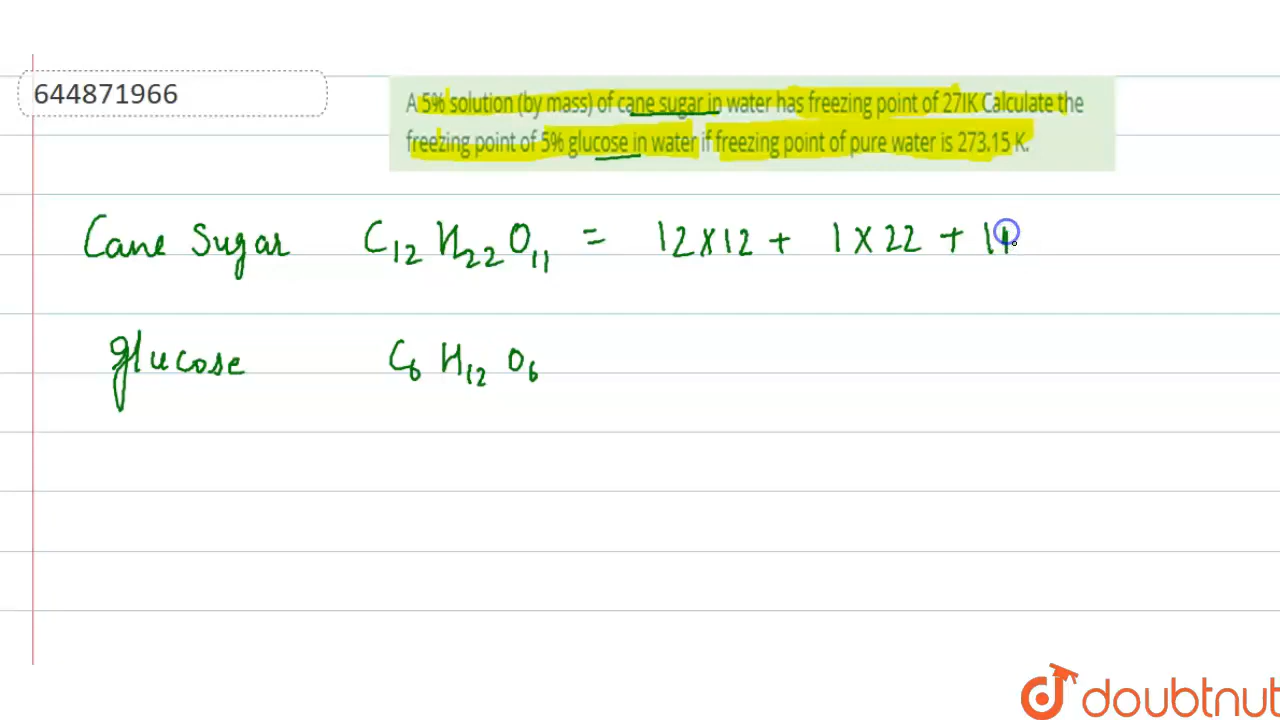 644871966
A 5% solution (by mass) of cane sugar in water has freezing point of 27IK Calculate the
freezing point of 5% glucose in water if freezing point of pure water is 273.15 K.
Cane Sugar C₁₂ H₂₂ O₁₁ = 12 × 12 + 1 × 22 + 11
glucose C₆ H₁₂ O₆
doubtnut